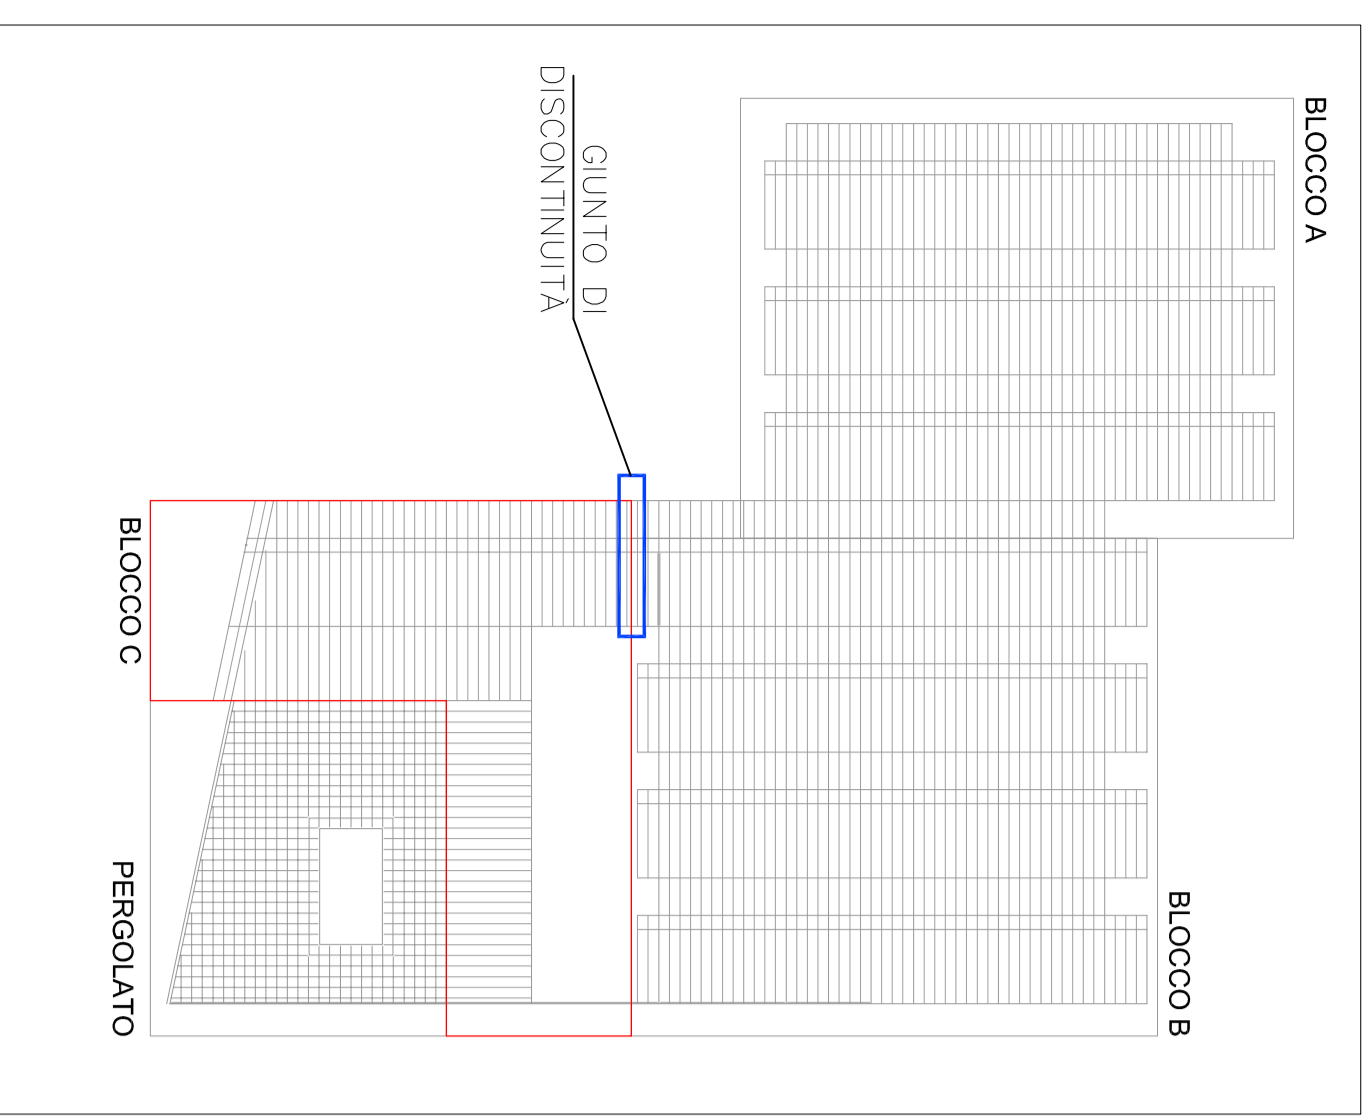 BLOCCO A
GIUNTO DI
DISCONTINUITÀ
BLOCCO B
BLOCCO C
PERGOLATO